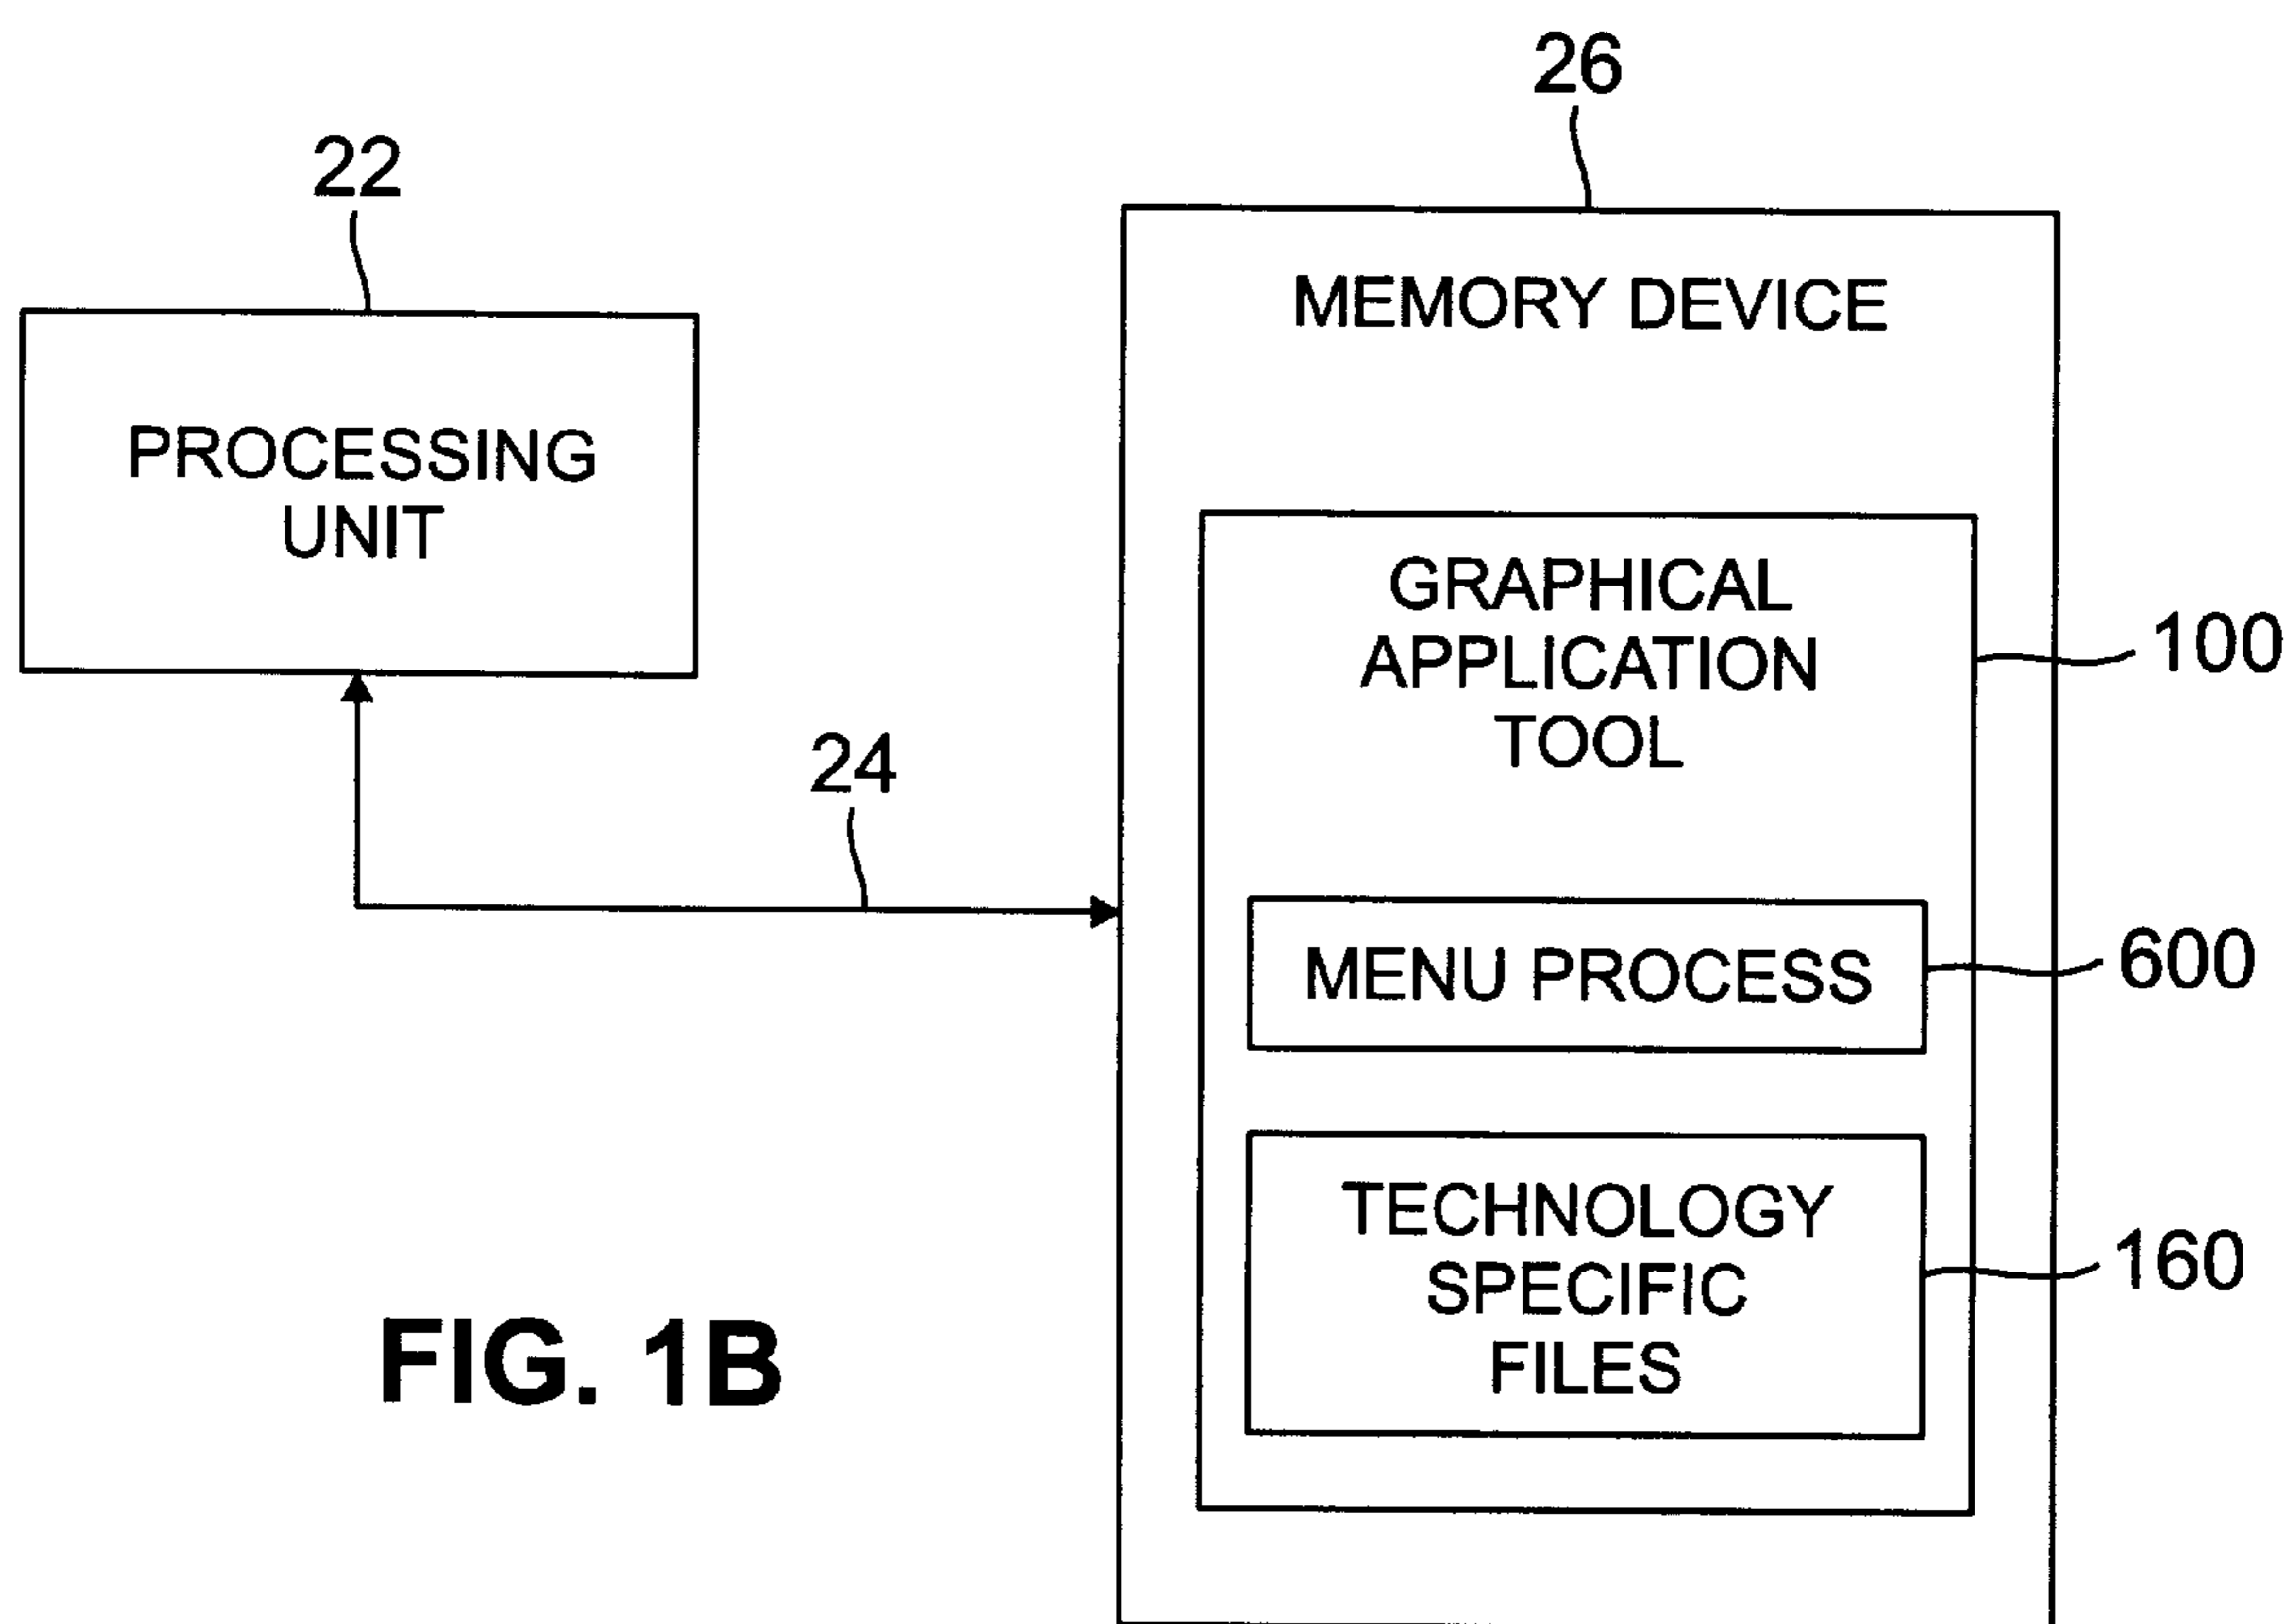 26
22
MEMORY DEVICE
PROCESSING
UNIT
GRAPHICAL
APPLICATION
TOOL
100
24
MENU PROCESS
600
TECHNOLOGY
SPECIFIC
FILES
160
FIG. 1B